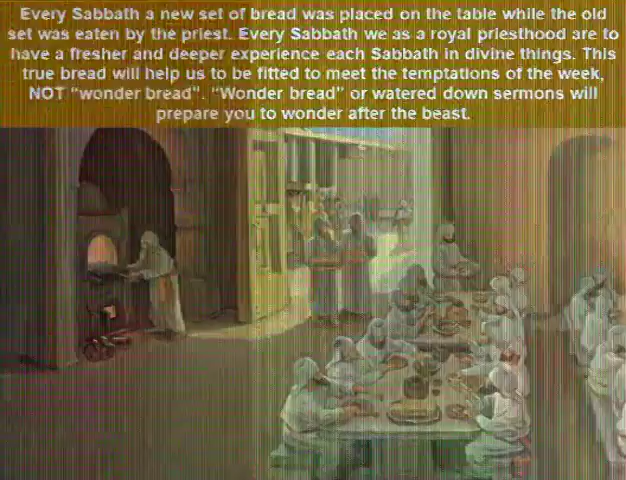 Every Sabbath a new set of bread was placed on the table while the old
set was eaten by the priest. Every Sabbath we as a royal priesthood are to
have a fresher and deeper experience each Sabbath in divine things. This
true bread will help us to be fitted to meet the temptations of the week,
NOT "wonder bread". "Wonder bread" or watered down sermons will
prepare you to wonder after the beast.